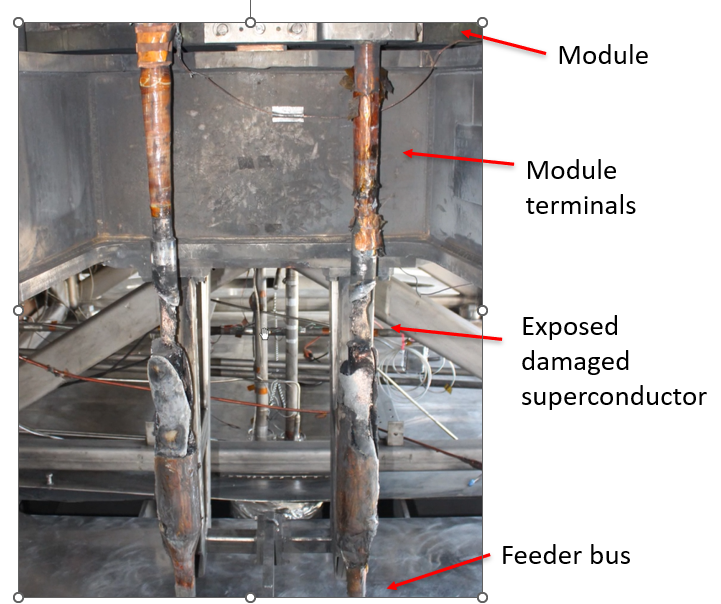 Module
Module
terminals
Exposed
damaged
superconductor
Feeder bus